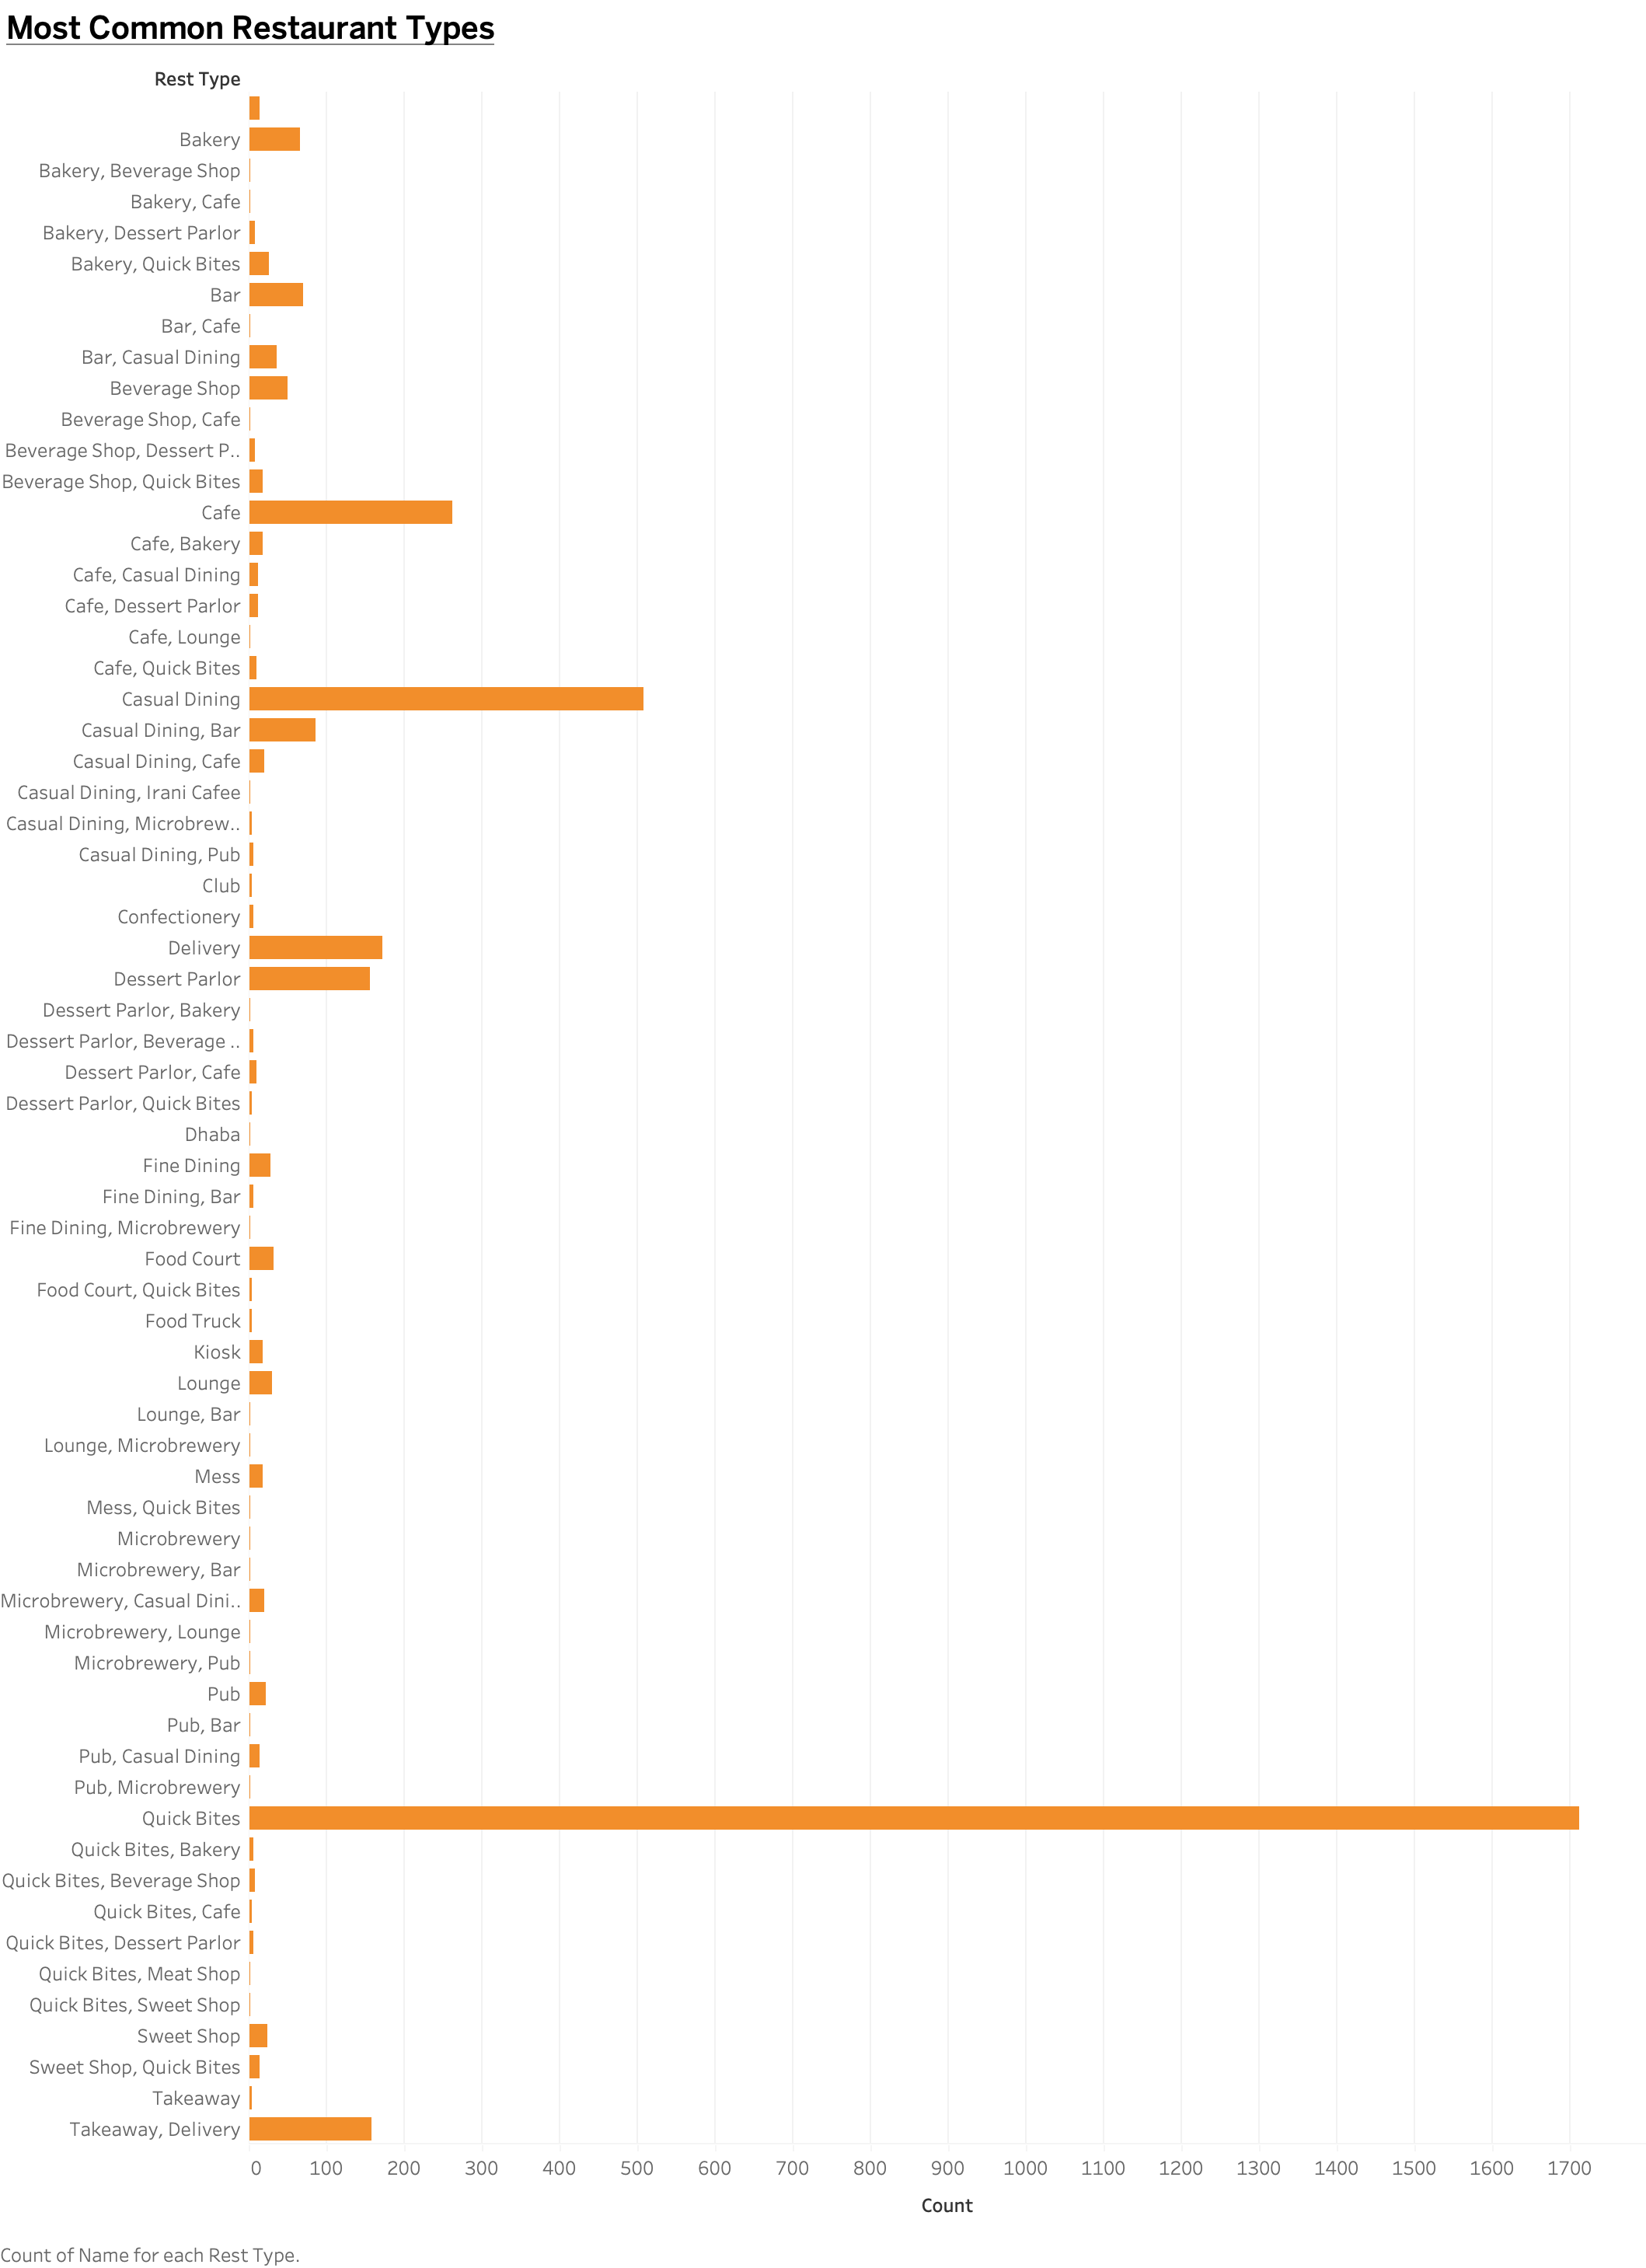 Most Common Restaurant Types
Rest Type
Bakery
Bakery, Beverage Shop
Bakery, Cafe
Bakery, Dessert Parlor
Bakery, Quick Bites
Bar
Bar, Cafe
Bar, Casual Dining
Beverage Shop
Beverage Shop, Cafe
Beverage Shop, Dessert P..
Beverage Shop, Quick Bites
Cafe
Cafe, Bakery
Cafe, Casual Dining
Cafe, Dessert Parlor
Cafe, Lounge
Cafe, Quick Bites
Casual Dining
Casual Dining, Bar
Casual Dining, Cafe
Casual Dining, Irani Cafee
Casual Dining, Microbrew..
Casual Dining, Pub
Club
Confectionery
Delivery
Dessert Parlor
Dessert Parlor, Bakery
Dessert Parlor, Beverage ..
Dessert Parlor, Cafe
Dessert Parlor, Quick Bites
Dhaba
Fine Dining
Fine Dining, Bar
Fine Dining, Microbrewery
Food Court
Food Court, Quick Bites
Food Truck
Kiosk
Lounge
Lounge, Bar
Lounge, Microbrewery
Mess
Mess, Quick Bites
Microbrewery
Microbrewery, Bar
Microbrewery, Casual Dini..
Microbrewery, Lounge
Microbrewery, Pub
Pub
Pub, Bar
Pub, Casual Dining
Pub, Microbrewery
Quick Bites
Quick Bites, Bakery
Quick Bites, Beverage Shop
Quick Bites, Cafe
Quick Bites, Dessert Parlor
Quick Bites, Meat Shop
Quick Bites, Sweet Shop
Sweet Shop
Sweet Shop, Quick Bites
Takeaway
Takeaway, Delivery
0 100 200 300 400 500 600 700 800 900 1000 1100 1200 1300 1400 1500 1600 1700
Count
Count of Name for each Rest Type.